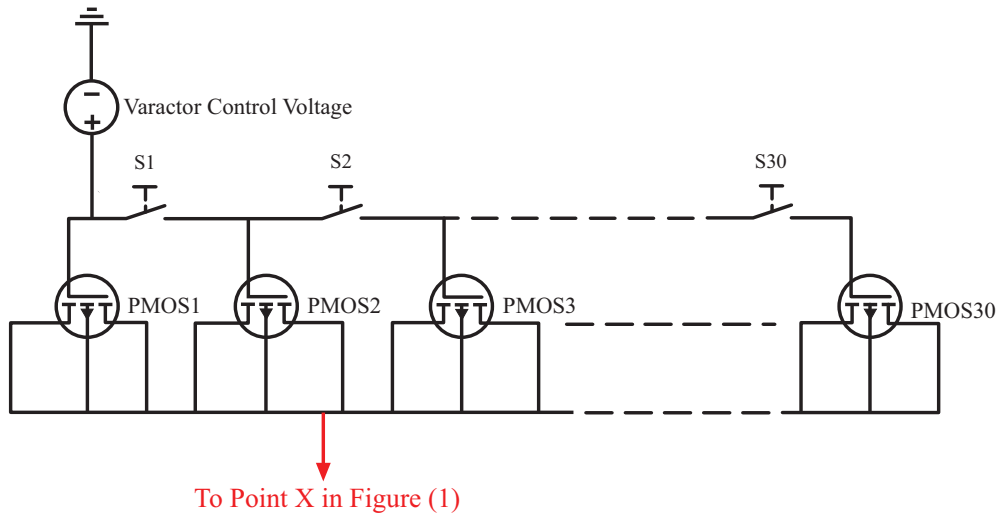 Varactor Control Voltage
S1
S2
S30
PMOS1
PMOS2
PMOS3
PMOS30
To Point X in Figure (1)